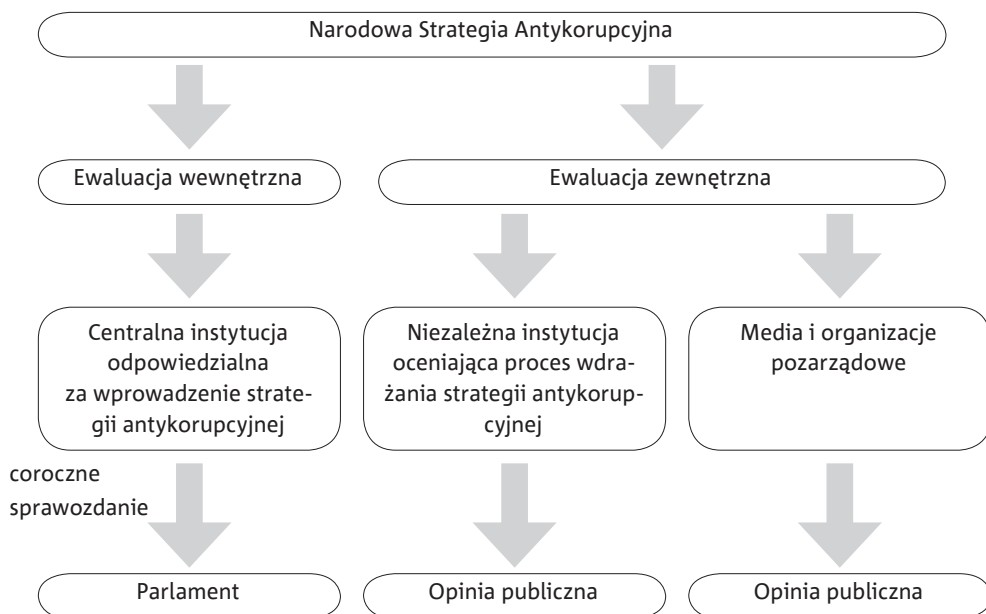 Narodowa Strategia Antykorupcyjna
Ewaluacja wewnętrzna
Ewaluacja zewnętrzna
Centralna instytucja
odpowiedzialna
za wprowadzenie strate-
gii antykorupcyjnej
Niezależna instytucja
oceniająca proces wdra-
żania strategii antykorup-
cyjnej
Media i organizacje
pozarządowe
coroczne
sprawozdanie
Parlament
Opinia publiczna
Opinia publiczna